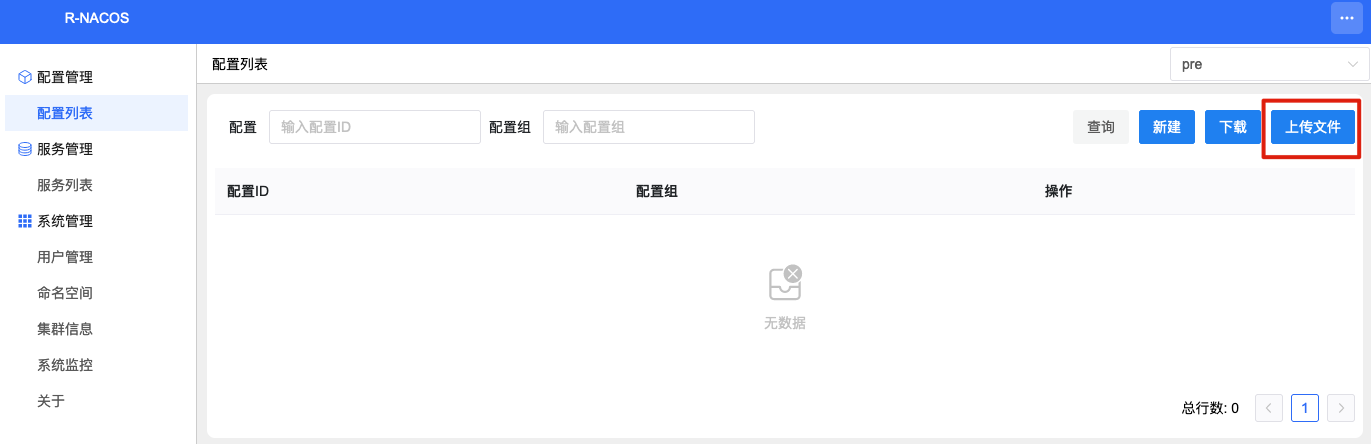 R-NACOS
配置管理
配置列表
服务管理
服务列表
系统管理
用户管理
命名空间
集群信息
系统监控
关于
配置列表
pre
配置 输入配置ID 配置组 输入配置组 查询 新建 下载 上传文件
配置ID 配置组 操作
无数据
总行数: 0 1